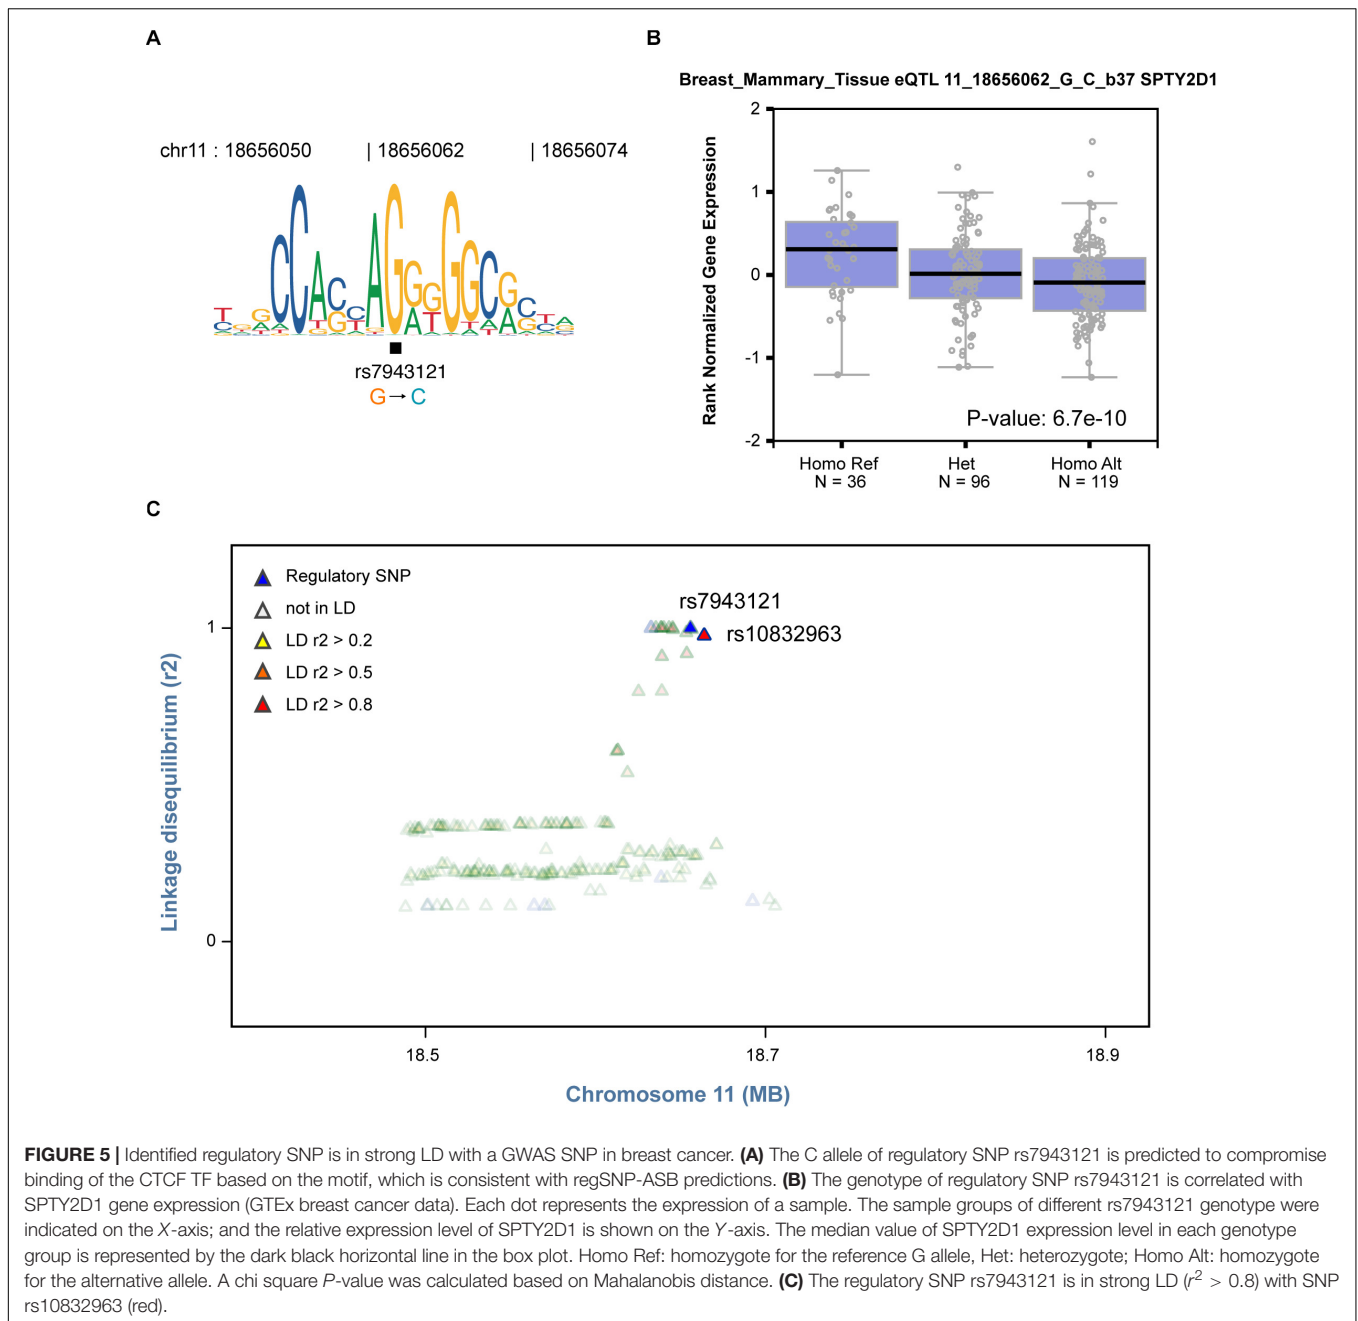 A
B
Breast_Mammary_Tissue eQTL 11_18656062_G_C_b37 SPTY2D1
chr11 : 18656050 | 18656062 | 18656074
rs7943121
G → C
Rank Normalized Gene Expression
2
1
0
-1
-2
P-value: 6.7e-10
Homo Ref
N = 36
Het
N = 96
Homo Alt
N = 119
C
Regulatory SNP
not in LD
LD r2 > 0.2
LD r2 > 0.5
LD r2 > 0.8
rs7943121
rs10832963
Linkage disequilibrium (r2)
1
0
18.5
18.7
18.9
Chromosome 11 (MB)
FIGURE 5 | Identified regulatory SNP is in strong LD with a GWAS SNP in breast cancer. (A) The C allele of regulatory SNP rs7943121 is predicted to compromise
binding of the CTCF TF based on the motif, which is consistent with regSNP-ASB predictions. (B) The genotype of regulatory SNP rs7943121 is correlated with
SPTY2D1 gene expression (GTEx breast cancer data). Each dot represents the expression of a sample. The sample groups of different rs7943121 genotype were
indicated on the X-axis; and the relative expression level of SPTY2D1 is shown on the Y-axis. The median value of SPTY2D1 expression level in each genotype
group is represented by the dark black horizontal line in the box plot. Homo Ref: homozygote for the reference G allele, Het: heterozygote; Homo Alt: homozygote
for the alternative allele. A chi square P-value was calculated based on Mahalanobis distance. (C) The regulatory SNP rs7943121 is in strong LD (r² > 0.8) with SNP
rs10832963 (red).